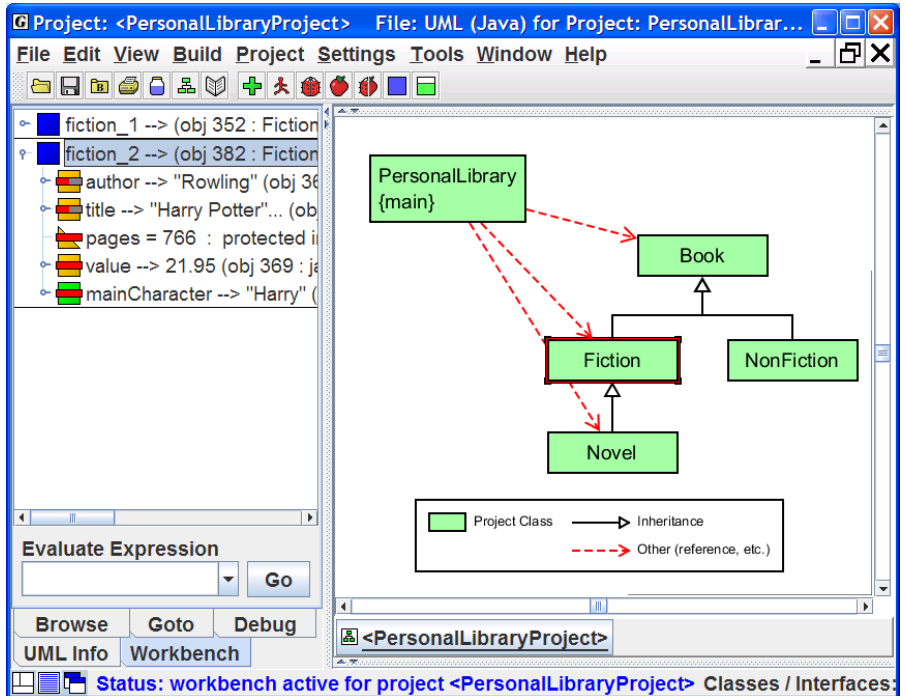 Project: <PersonalLibraryProject>    File: UML (Java) for Project: PersonalLibrar...
File Edit View Build Project Settings Tools Window Help
fiction_1 --> (obj 352 : Fiction
fiction_2 --> (obj 382 : Fiction
author --> "Rowling" (obj 36
title --> "Harry Potter"... (ob
pages = 766 : protected i
value --> 21.95 (obj 369 : ja
mainCharacter --> "Harry" (
Evaluate Expression
Go
Browse Goto Debug
UML Info Workbench
PersonalLibrary
{main}
Book
Fiction
NonFiction
Novel
Project Class
Inheritance
Other (reference, etc.)
<PersonalLibraryProject>
Status: workbench active for project <PersonalLibraryProject> Classes / Interfaces: